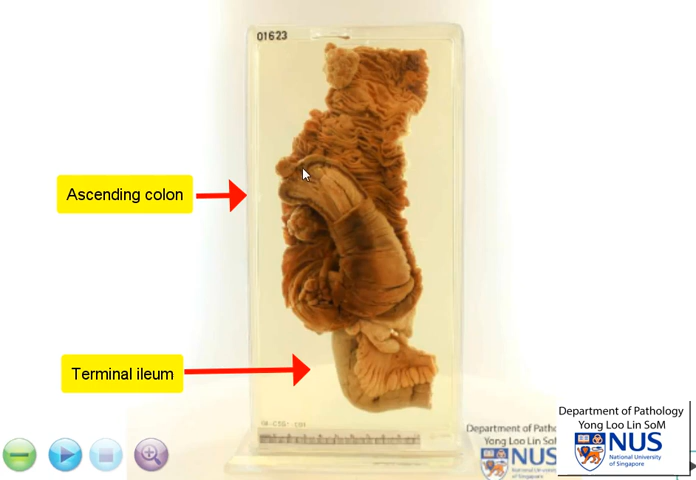 01623
Ascending colon
Terminal ileum
Department of Pathology
Yong Loo Lin SoM
NUS
National University
of Singapore
Department of Patho
Yong Loo Lin SoM
NUS